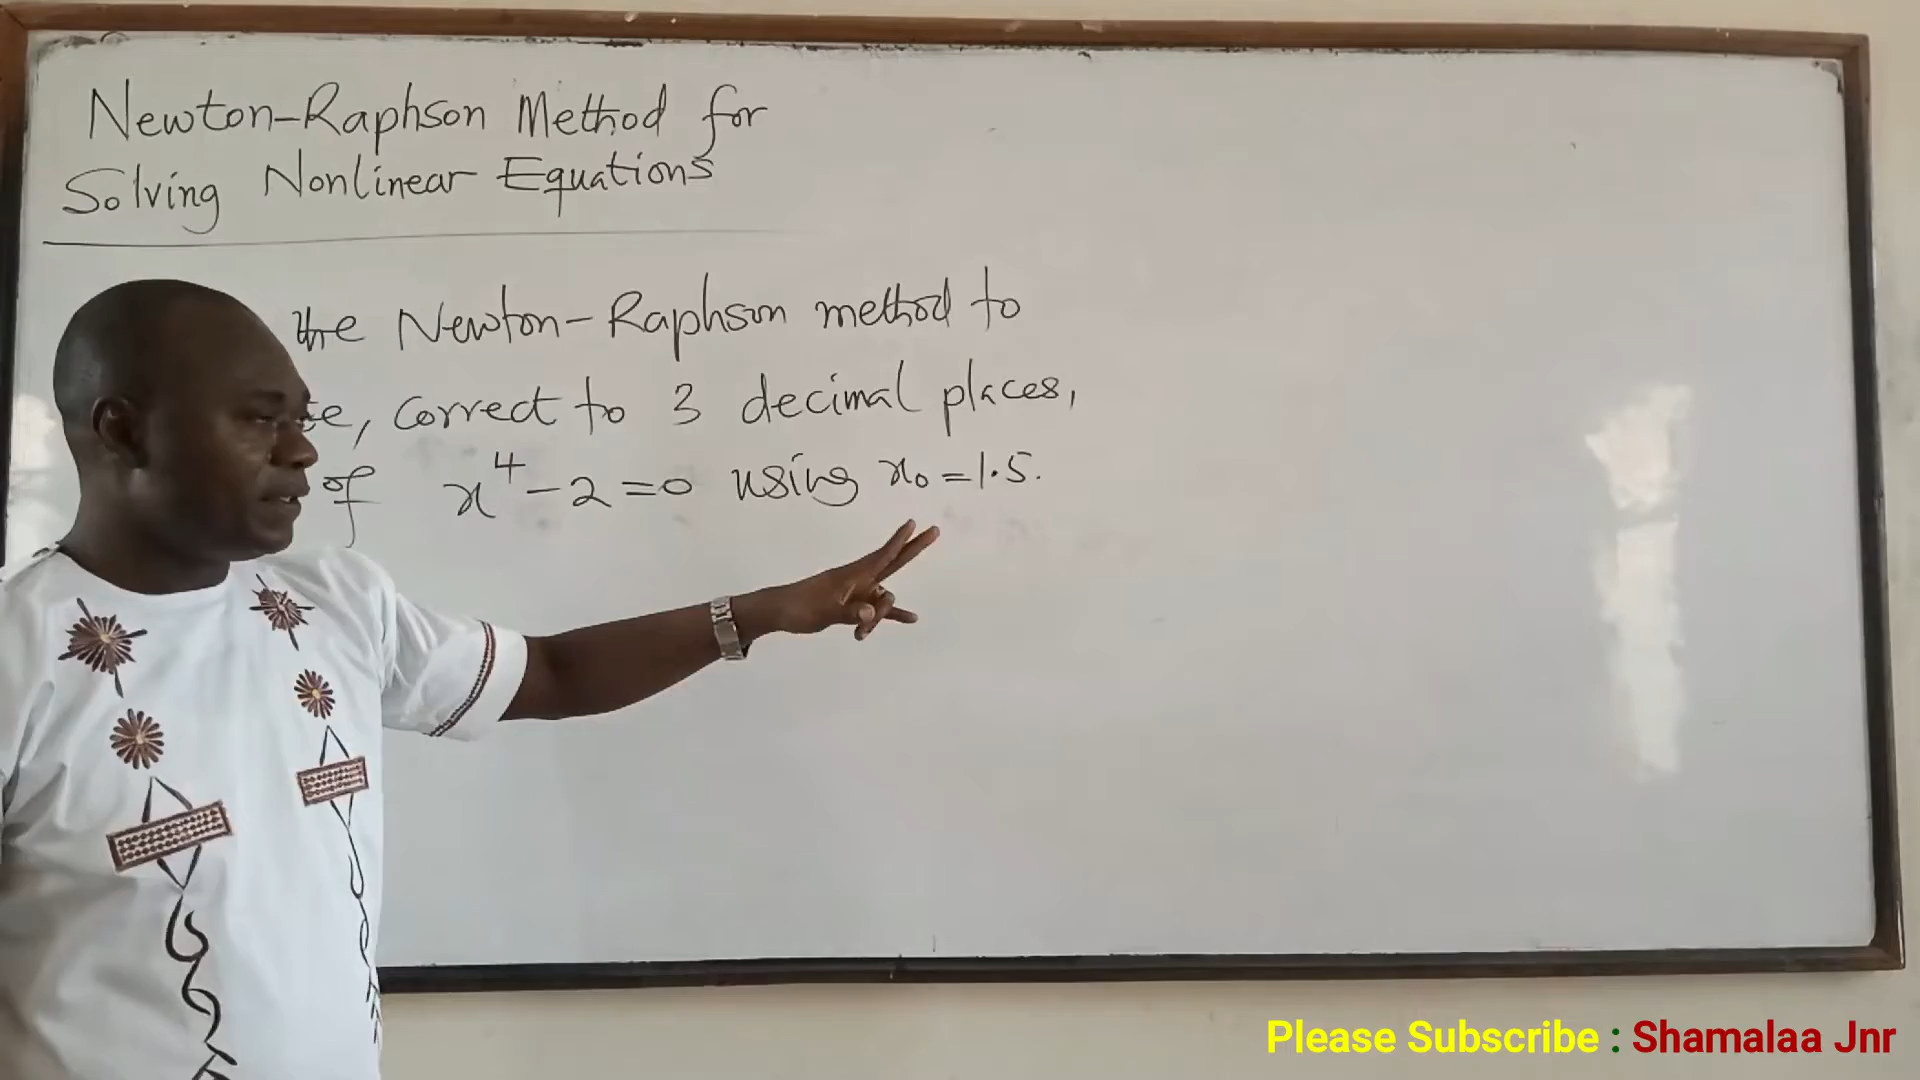 Newton-Raphson Method for
Solving Nonlinear Equations
the Newton-Raphson method to
, correct to 3 decimal places,
of x⁴-2=0 using x₀=1.5.
Please Subscribe : Shamalaa Jnr